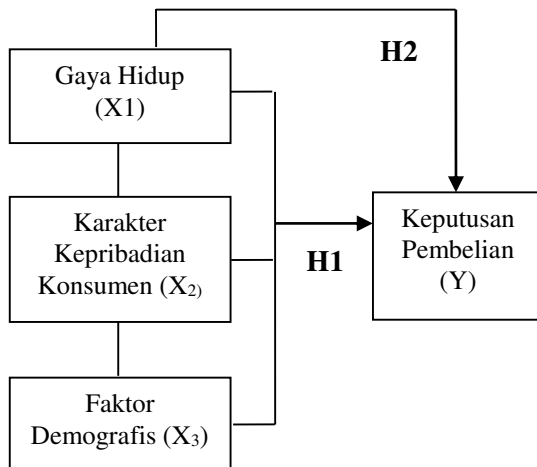 H2
Gaya Hidup
(X1)
Karakter
Kepribadian
Konsumen (X2)
Keputusan
Pembelian
(Y)
H1
Faktor
Demografis (X3)